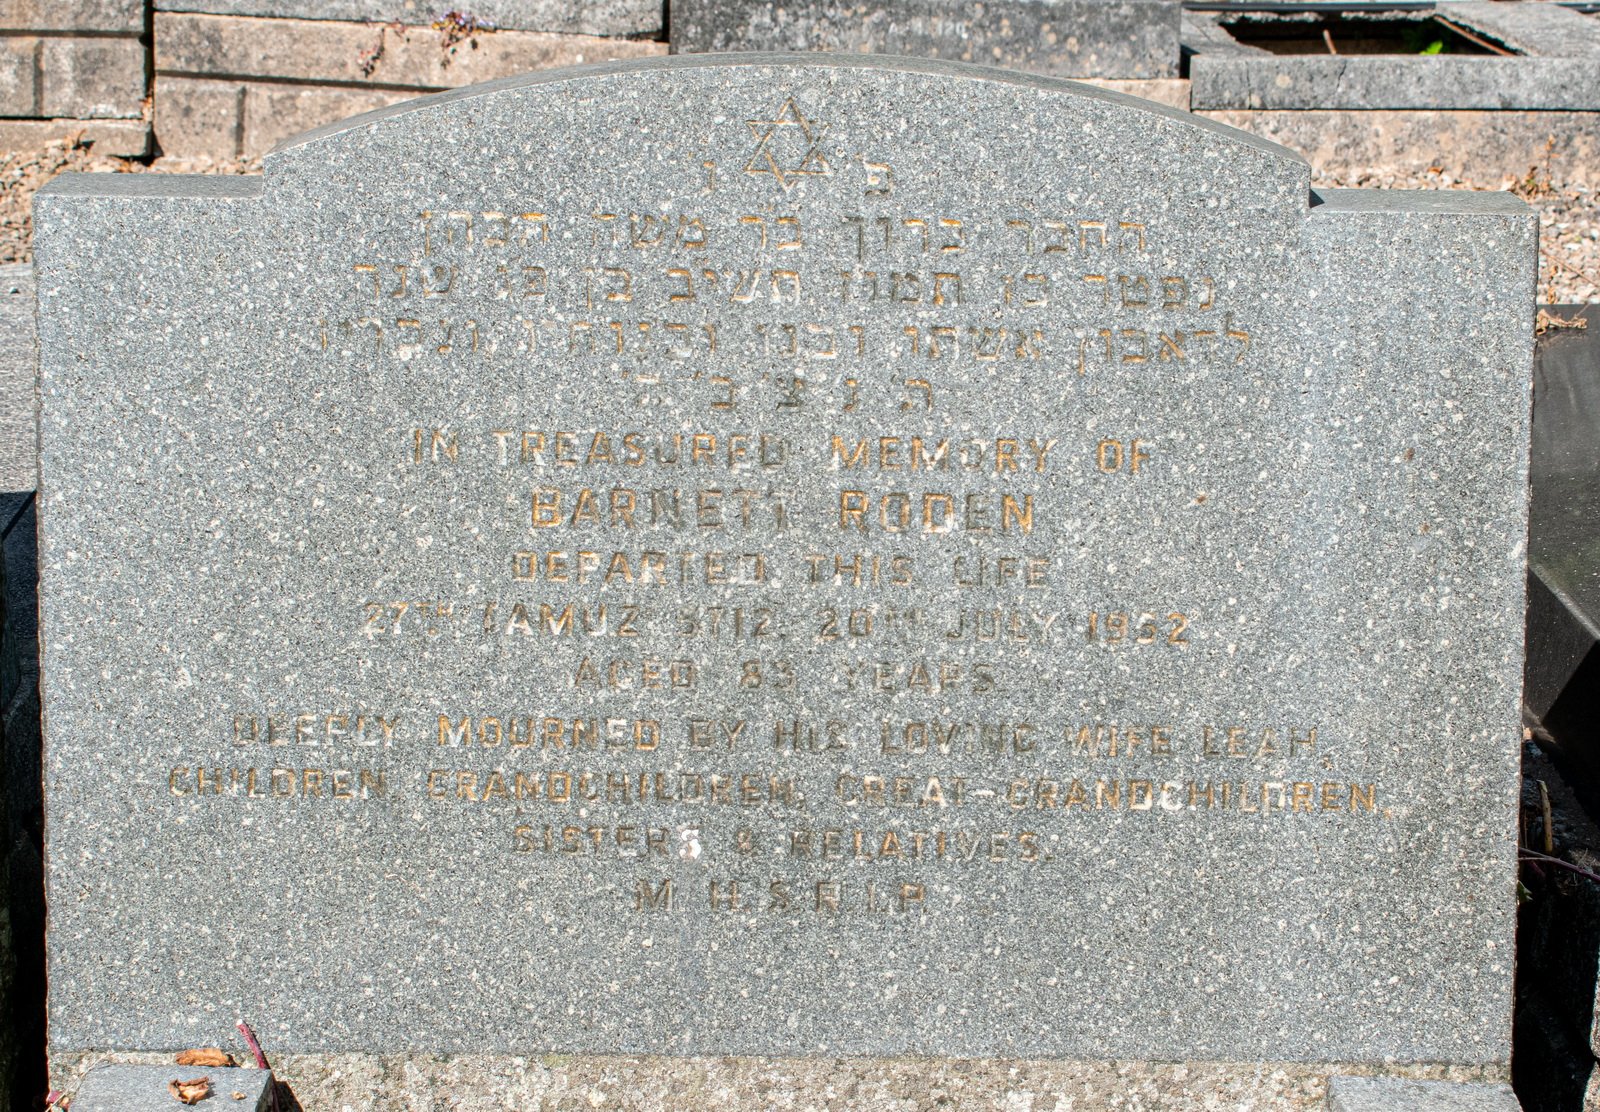 פ' נ'
החבר ברוך בר משה הכהן
נפטר כז תמוז תשי״ב בן פג שנה
לדאבון אשתו ובניו ובנותיו ונכדיו
ת' נ' צ' ב' ה'
IN TREASURED MEMORY OF
BARNETT RODEN
DEPARTED THIS LIFE
27TH TAMUZ 5712. 20TH JULY 1952
AGED 83 YEARS.
DEEPLY MOURNED BY HIS LOVING WIFE LEAH,
CHILDREN, GRANDCHILDREN, GREAT-GRANDCHILDREN,
SISTERS & RELATIVES.
M.H.S.R.I.P.